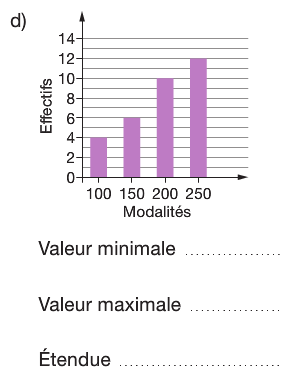 d)
Effectifs
14
12
10
8
6
4
2
0
100 150 200 250
Modalités
Valeur minimale ..................
Valeur maximale .................
Étendue ..............................